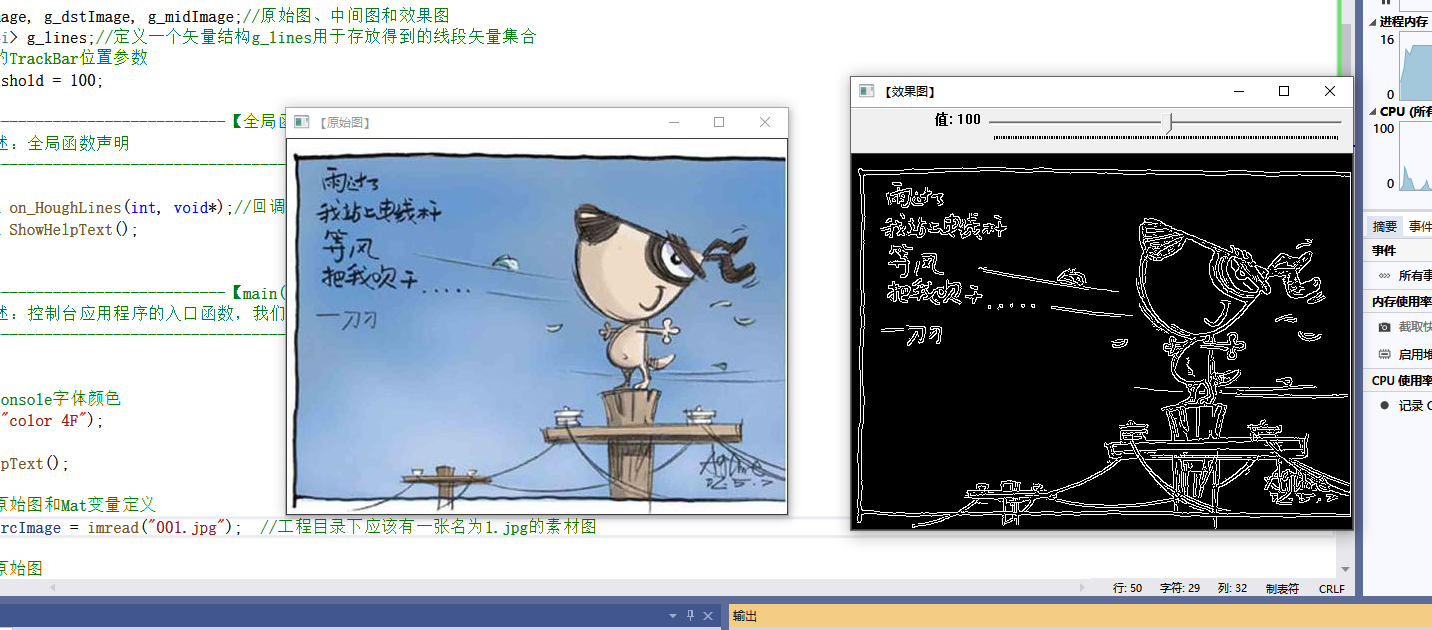 age, g_dstImage, g_midImage;//原始图、中间图和效果图
i> g_lines;//定义一个矢量结构g_lines用于存放得到的线段矢量集合
的TrackBar位置参数
shold = 100;
--------------------------【全局函
述: 全局函数声明
on_HoughLines(int, void*);//回调
ShowHelpText();
--------------------------【main(
述: 控制台应用程序的入口函数，我们
onsole字体颜色
"color 4F");
pText();
原始图和Mat变量定义
rcImage = imread("001.jpg");  //工程目录下应该有一张名为1.jpg的素材图
原始图
【原始图】
雨过了
我站上电线杆
等风
把我吹干.....
【效果图】
值: 100
雨过了
我站上电线杆
等风
把我吹干.....
进程内存
16
0
CPU (所有
100
0
摘要 事件
事件
所有事
内存使用率
截取快
启用堆
CPU 使用率
记录 C
行: 50 字符: 29 列: 32 制表符 CRLF
输出